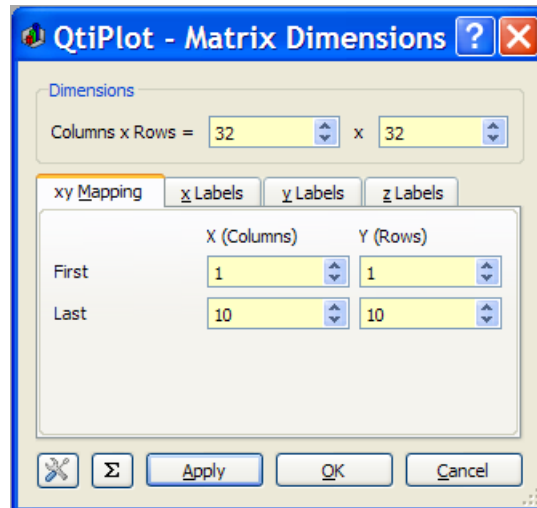 QtiPlot - Matrix Dimensions ?
Dimensions
Columns x Rows = 32 x 32
xy Mapping x Labels y Labels z Labels
X (Columns) Y (Rows)
First 1 1
Last 10 10
Σ Apply OK Cancel